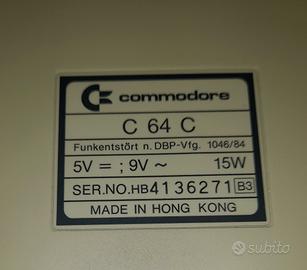 commodore
C 64 C
Funkentstört n. DBP-Vfg. 1046/84
5V = ; 9V ~ 15W
SER.NO.HB4136271 B3
MADE IN HONG KONG
subito